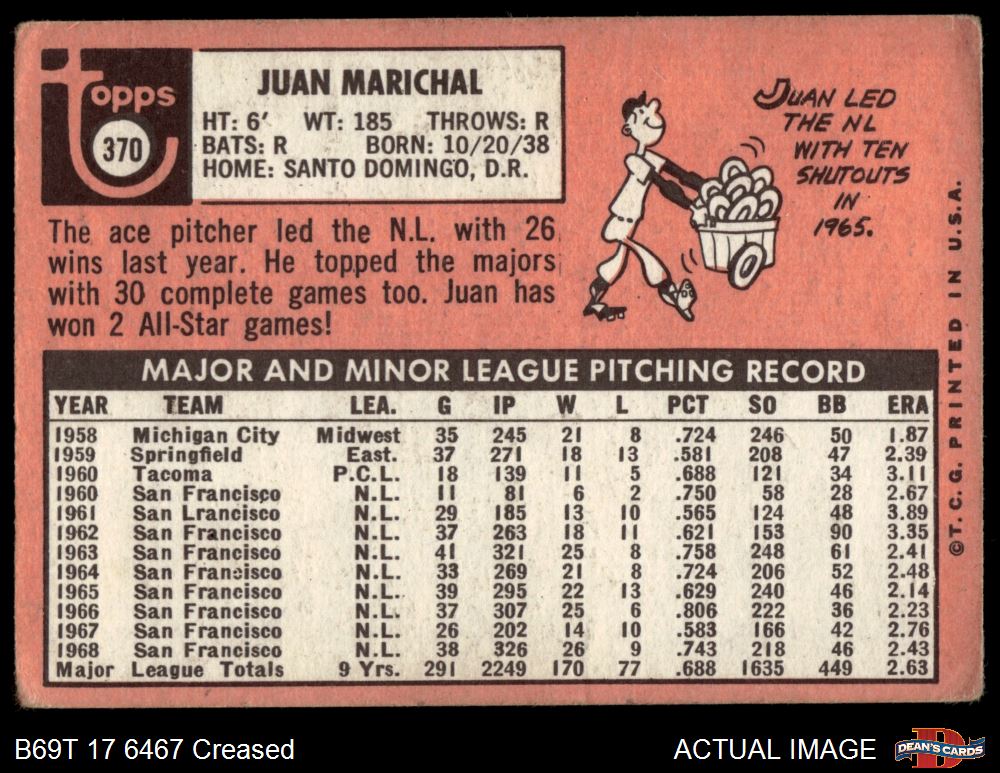 topps
370
JUAN MARICHAL
HT: 6' WT: 185 THROWS: R
BATS: R BORN: 10/20/38
HOME: SANTO DOMINGO, D.R.
JUAN LED
THE NL
WITH TEN
SHUTOUTS
IN
1965.
The ace pitcher led the N.L. with 26
wins last year. He topped the majors
with 30 complete games too. Juan has
won 2 All-Star games!
MAJOR AND MINOR LEAGUE PITCHING RECORD
YEAR TEAM LEA. G IP W L PCT SO BB ERA
1958 Michigan City Midwest 35 245 21 8 .724 246 50 1.87
1959 Springfield East. 37 271 18 13 .581 208 47 2.39
1960 Tacoma P.C.L. 18 139 11 5 .688 121 34 3.11
1960 San Francisco N.L. 11 81 6 2 .750 58 28 2.67
1961 San Lrancisco N.L. 29 185 13 10 .565 124 48 3.89
1962 San Francisco N.L. 37 263 18 11 .621 153 90 3.35
1963 San Francisco N.L. 41 321 25 8 .758 248 61 2.41
1964 San Francisco N.L. 33 269 21 8 .724 206 52 2.48
1965 San Francisco N.L. 39 295 22 13 .629 240 46 2.14
1966 San Francisco N.L. 37 307 25 6 .806 222 36 2.23
1967 San Francisco N.L. 26 202 14 10 .583 166 42 2.76
1968 San Francisco N.L. 38 326 26 9 .743 218 46 2.43
Major League Totals 9 Yrs. 291 2249 170 77 .688 1635 449 2.63
© T. C. G. PRINTED IN U.S.A.
B69T 17 6467 Creased
ACTUAL IMAGE
D
DEAN'S CARDS